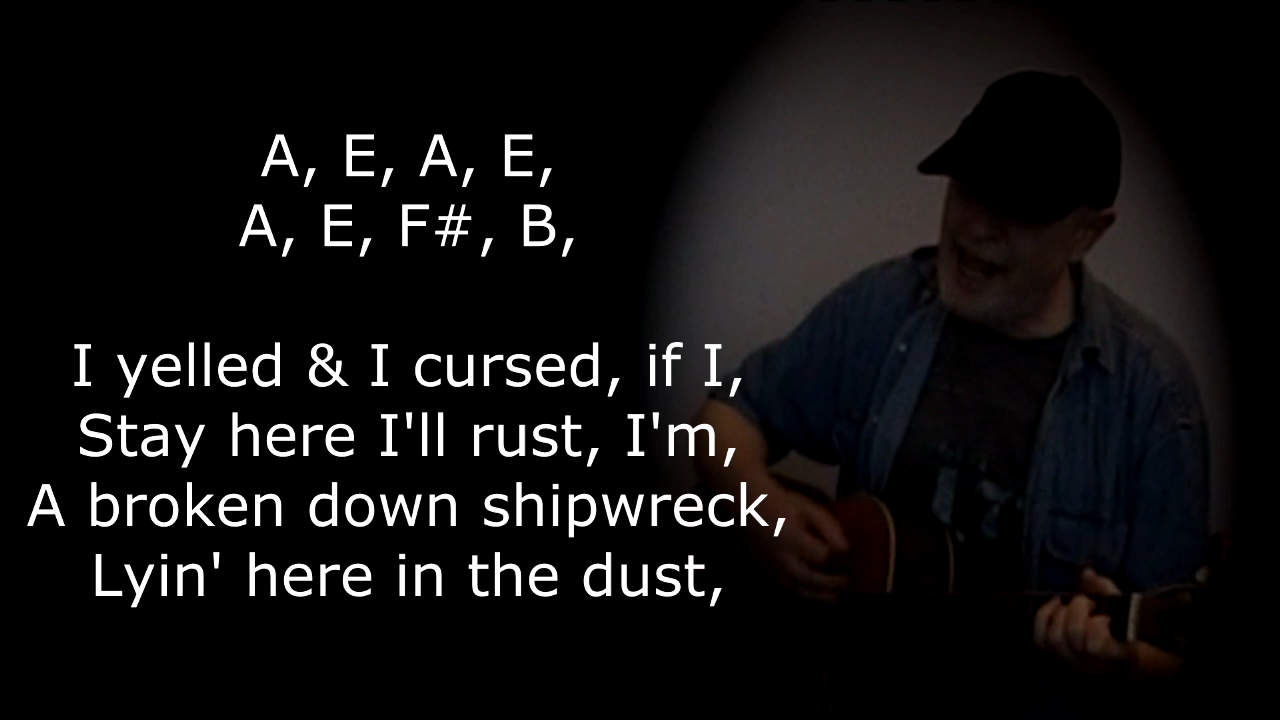 A, E, A, E,
A, E, F#, B,
I yelled & I cursed, if I,
Stay here I'll rust, I'm,
A broken down shipwreck,
Lyin' here in the dust,